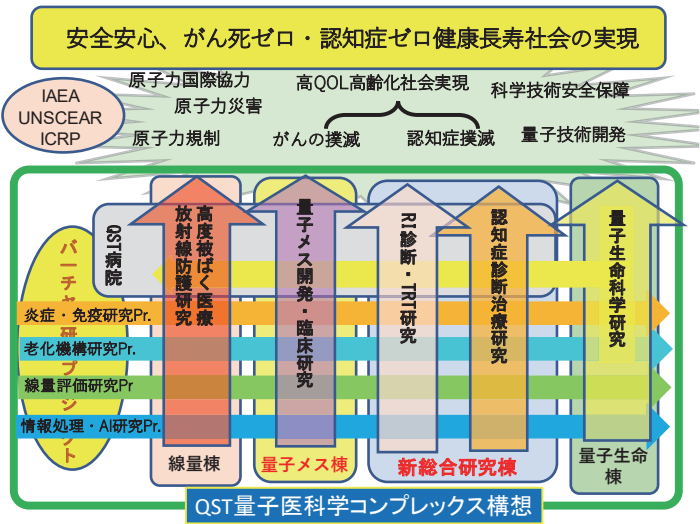 安全安心、がん死ゼロ・認知症ゼロ健康長寿社会の実現
IAEA
UNSCEAR
ICRP
原子力国際協力
原子力災害
原子力規制
高QOL高齢化社会実現
がんの撲滅
認知症撲滅
科学技術安全保障
量子技術開発
QST病院
高度被ばく医療
放射線防護研究
量子メス開発・臨床研究
RI診断・TRT研究
認知症診断治療研究
量子生命科学研究
炎症・免疫研究Pr.
老化機構研究Pr.
線量評価研究Pr
情報処理・AI研究Pr.
線量棟
量子メス棟
新総合研究棟
量子生命
棟
QST量子医科学コンプレックス構想